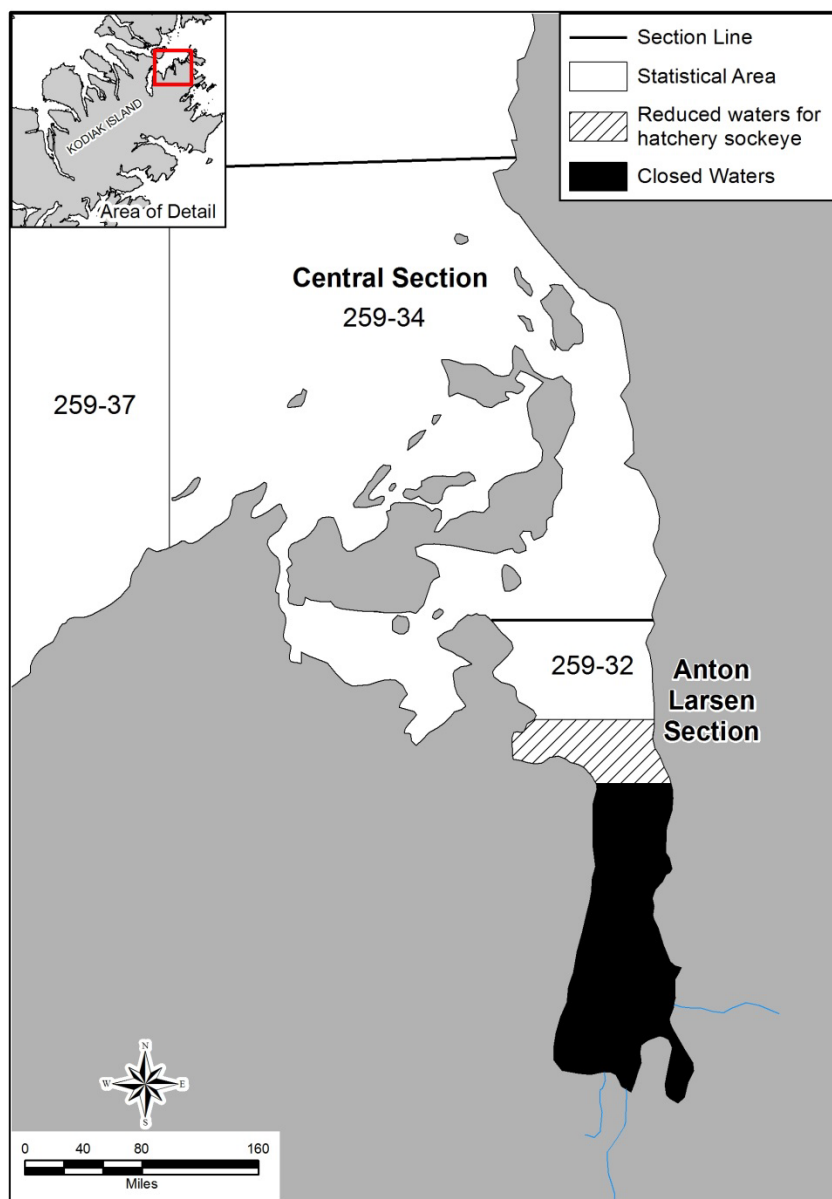 KODIAK ISLAND
Area of Detail
Section Line
Statistical Area
Reduced waters for
hatchery sockeye
Closed Waters
Central Section
259-34
259-37
259-32
Anton
Larsen
Section
N
W E
S
0 40 80 160
Miles